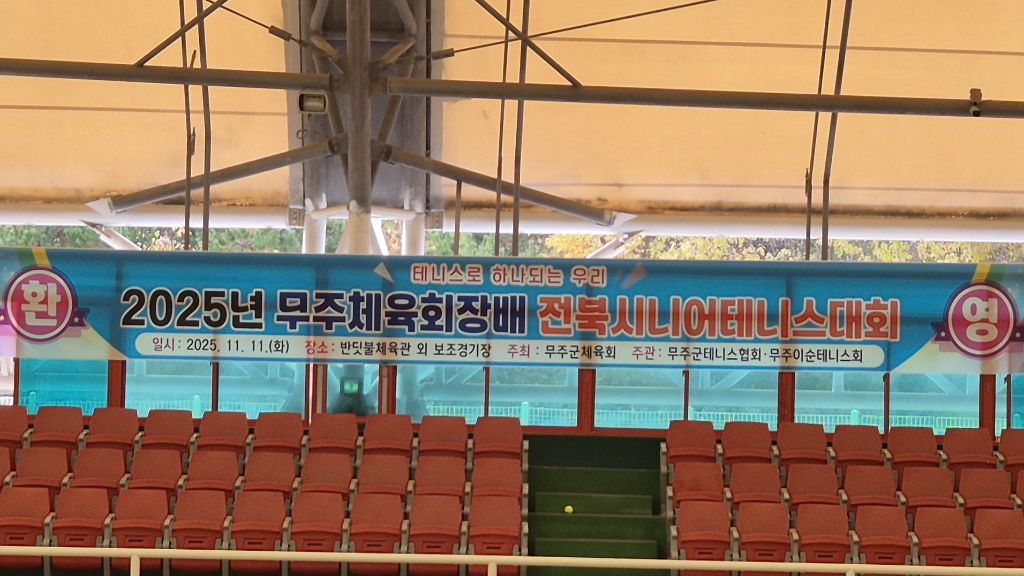 테니스로 하나되는 우리
환 2025년 무주체육회장배 전북시니어테니스대회 영
일시 : 2025. 11. 11.(화) 장소 : 반딧불체육관 외 보조경기장 주최 : 무주군체육회 주관 : 무주군테니스협회·무주이순테니스회